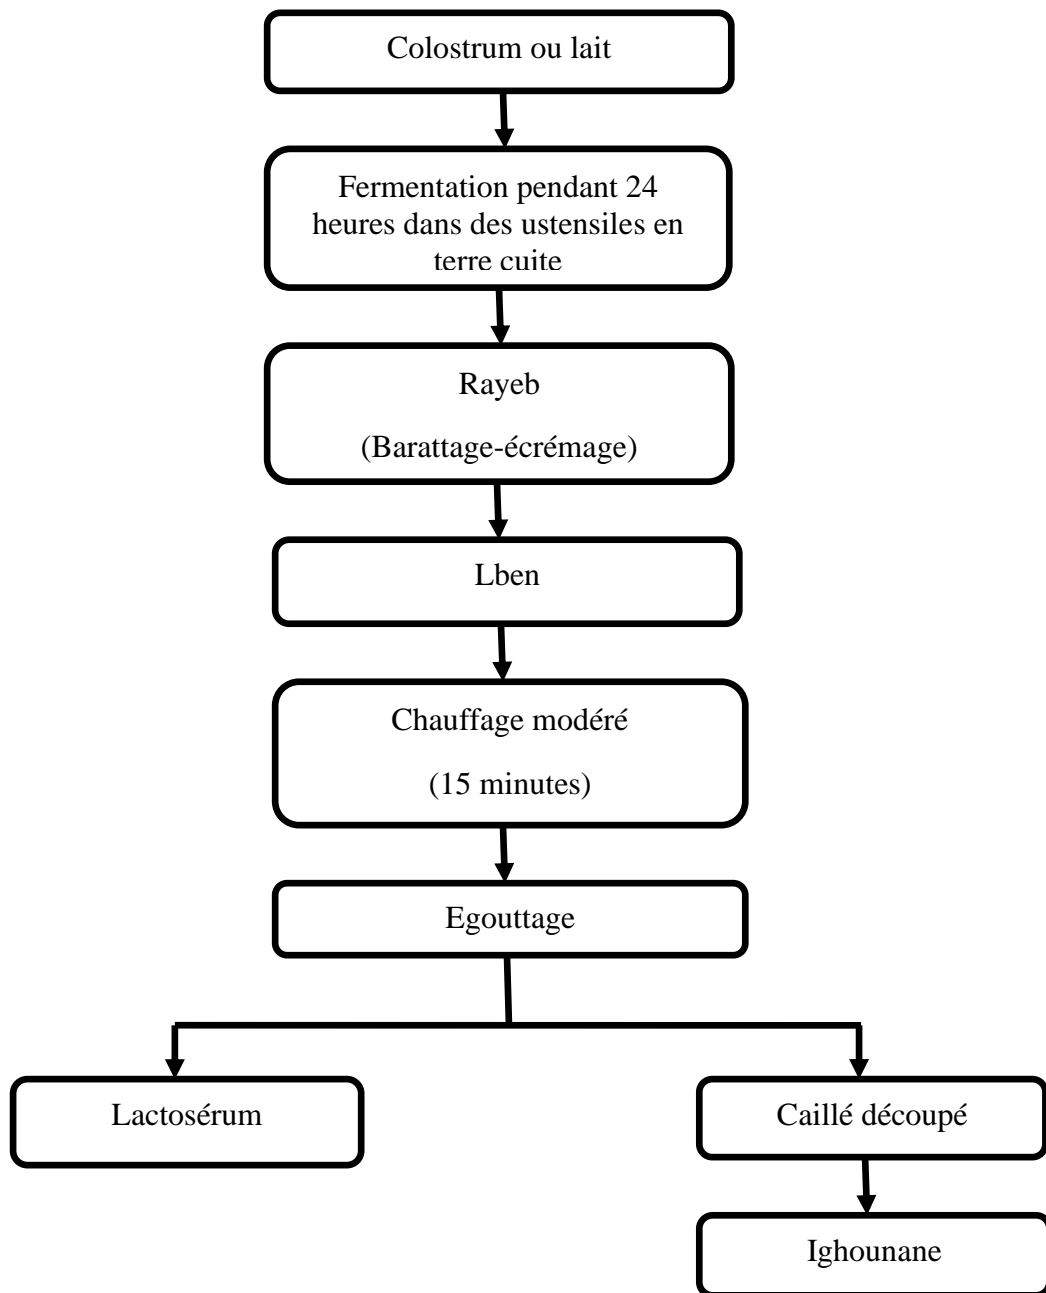 Colostrum ou lait
Fermentation pendant 24
heures dans des ustensiles en
terre cuite
Rayeb
(Barattage-écrémage)
Lben
Chauffage modéré
(15 minutes)
Egouttage
Lactosérum
Caillé découpé
Ighounane